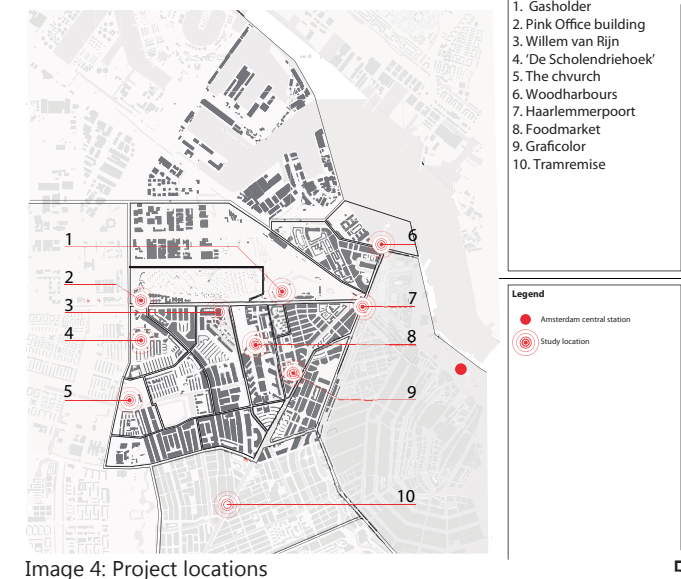 1. Gasholder
2. Pink Office building
3. Willem van Rijn
4. 'De Scholendriehoek'
5. The chvurch
6. Woodharbours
7. Haarlemmerpoort
8. Foodmarket
9. Graficolor
10. Tramremise
1
2
3
4
5
6
7
8
9
10
Legend
Amsterdam central station
Study location
Image 4: Project locations